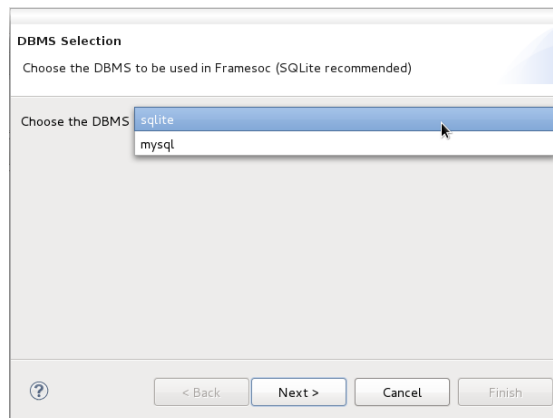 DBMS Selection
Choose the DBMS to be used in Framesoc (SQLite recommended)
Choose the DBMS sqlite
mysql
? < Back Next > Cancel Finish